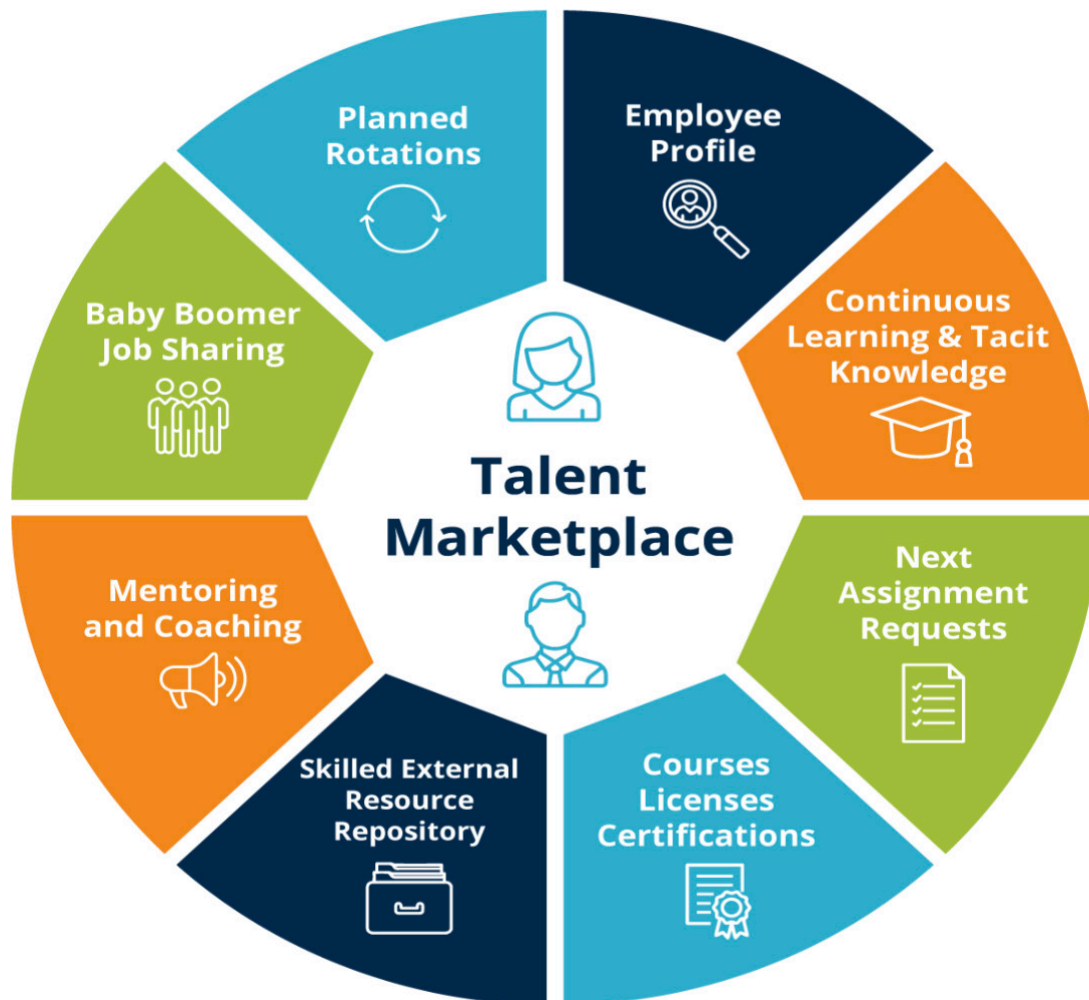 Planned
Rotations
Employee
Profile
Continuous
Learning & Tacit
Knowledge
Next
Assignment
Requests
Courses
Licenses
Certifications
Skilled External
Resource
Repository
Mentoring
and Coaching
Baby Boomer
Job Sharing
Talent
Marketplace